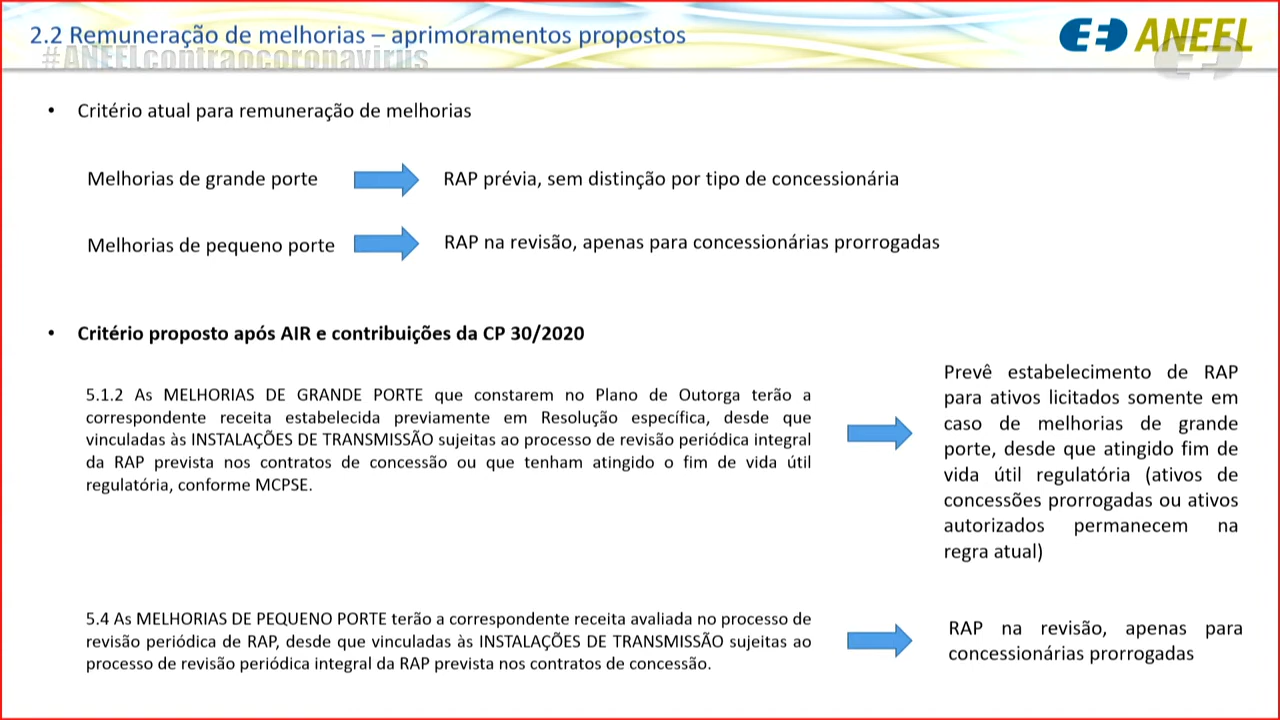 2.2 Remuneração de melhorias – aprimoramentos propostos
#ANEELcontraocoronavírus
ANEEL
• Critério atual para remuneração de melhorias
Melhorias de grande porte
RAP prévia, sem distinção por tipo de concessionária
Melhorias de pequeno porte
RAP na revisão, apenas para concessionárias prorrogadas
• Critério proposto após AIR e contribuições da CP 30/2020
5.1.2 As MELHORIAS DE GRANDE PORTE que constarem no Plano de Outorga terão a
correspondente receita estabelecida previamente em Resolução específica, desde que
vinculadas às INSTALAÇÕES DE TRANSMISSÃO sujeitas ao processo de revisão periódica integral
da RAP prevista nos contratos de concessão ou que tenham atingido o fim de vida útil
regulatória, conforme MCPSE.
Prevê estabelecimento de RAP
para ativos licitados somente em
caso de melhorias de grande
porte, desde que atingido fim de
vida útil regulatória (ativos de
concessões prorrogadas ou ativos
autorizados permanecem na
regra atual)
5.4 As MELHORIAS DE PEQUENO PORTE terão a correspondente receita avaliada no processo de
revisão periódica de RAP, desde que vinculadas às INSTALAÇÕES DE TRANSMISSÃO sujeitas ao
processo de revisão periódica integral da RAP prevista nos contratos de concessão.
RAP na revisão, apenas para
concessionárias prorrogadas